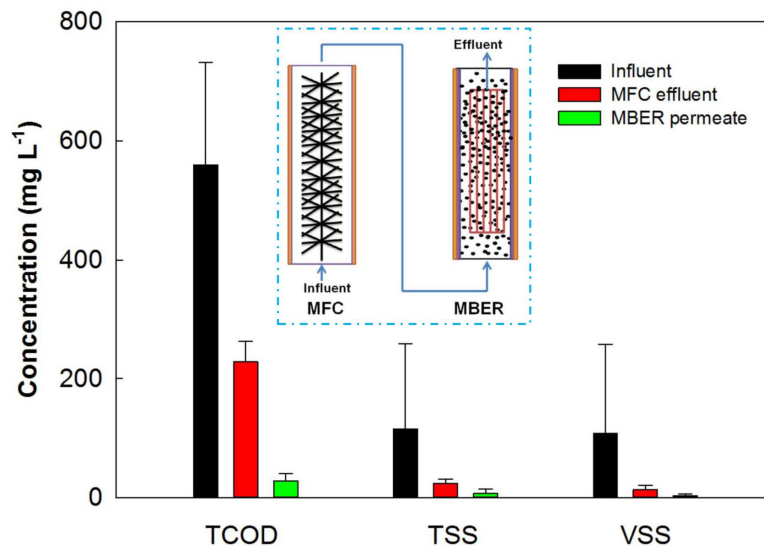 800
600
400
200
0
Concentration (mg L⁻¹)
Effluent
Influent
MFC
MBER
Influent
MFC effluent
MBER permeate
TCOD
TSS
VSS